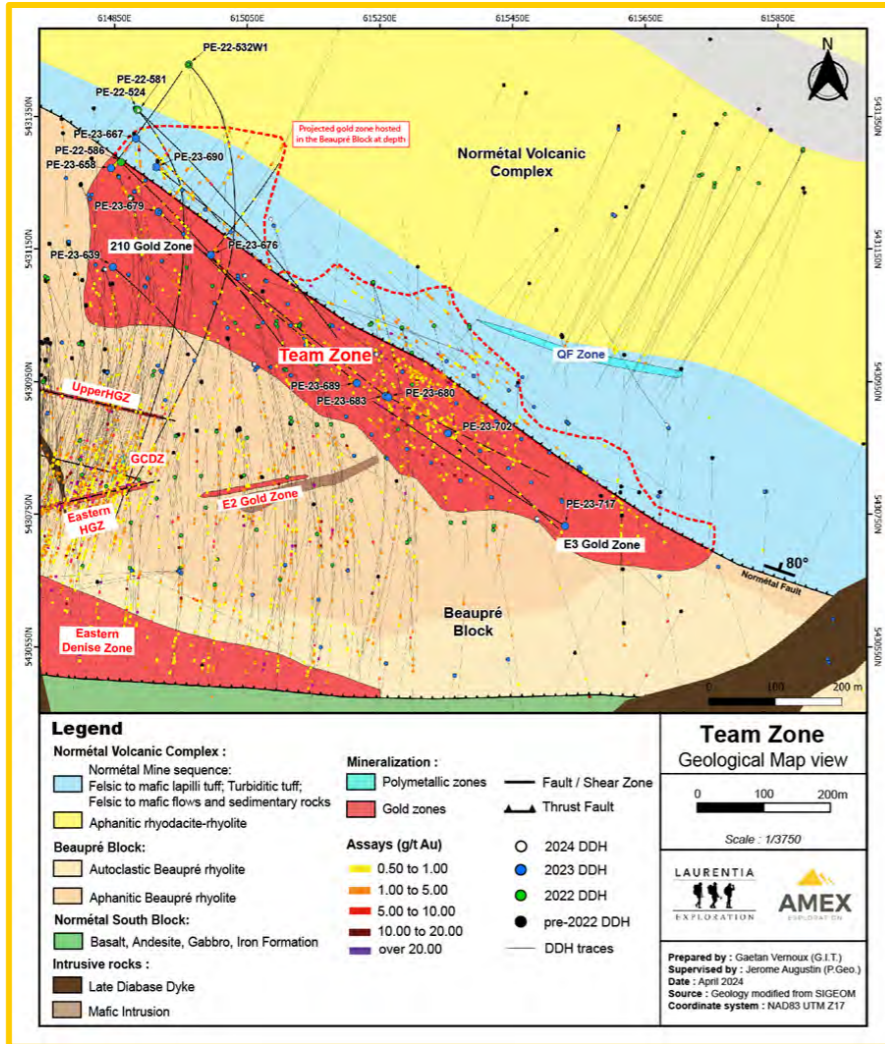 614850E
615050E
615250E
615450E
615650E
615850E
PE-22-532W1
PE-22-581
PE-22-524
N
5431350N
5431350N
PE-23-667
PE-22-586
PE-23-658
PE-23-690
Projected gold zone hosted
in the Beaupré Block at depth
Normétal Volcanic
Complex
PE-23-679
210 Gold Zone
PE-23-676
PE-23-639
5431150N
5431150N
Team Zone
QF Zone
PE-23-689
PE-23-680
PE-23-683
5430950N
5430950N
UpperHGZ
PE-23-702
GCDZ
E2 Gold Zone
Eastern
HGZ
PE-23-717
5430750N
5430750N
E3 Gold Zone
80°
Normétal Fault
Beaupré
Block
Eastern
Denise Zone
5430550N
5430550N
0 100 200 m
Legend
Normétal Volcanic Complex :
Normétal Mine sequence:
Felsic to mafic lapilli tuff; Turbiditic tuff;
Felsic to mafic flows and sedimentary rocks
Aphanitic rhyodacite-rhyolite
Beaupré Block:
Autoclastic Beaupré rhyolite
Aphanitic Beaupré rhyolite
Normétal South Block:
Basalt, Andesite, Gabbro, Iron Formation
Intrusive rocks :
Late Diabase Dyke
Mafic Intrusion
Mineralization :
Polymetallic zones
Gold zones
Assays (g/t Au)
0.50 to 1.00
1.00 to 5.00
5.00 to 10.00
10.00 to 20.00
over 20.00
Fault / Shear Zone
Thrust Fault
2024 DDH
2023 DDH
2022 DDH
pre-2022 DDH
DDH traces
Team Zone
Geological Map view
0 100 200m
Scale : 1/3750
LAURENTIA
EXPLORATION
AMEX
EXPLORATION
Prepared by : Gaetan Vernoux (G.I.T.)
Supervised by : Jerome Augustin (P.Geo.)
Date : April 2024
Source : Geology modified from SIGEOM
Coordinate system : NAD83 UTM Z17